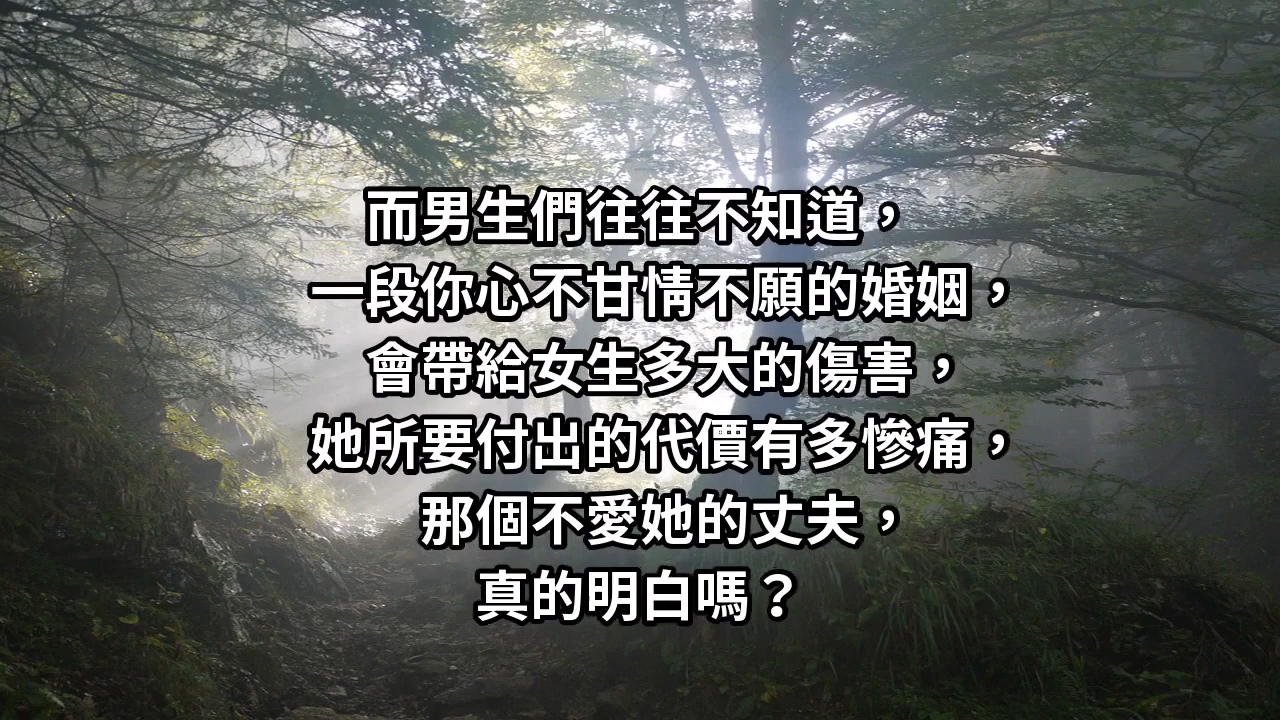 而男生們往往不知道，
一段你心不甘情不願的婚姻，
會帶給女生多大的傷害，
她所要付出的代價有多慘痛，
那個不愛她的丈夫，
真的明白嗎？